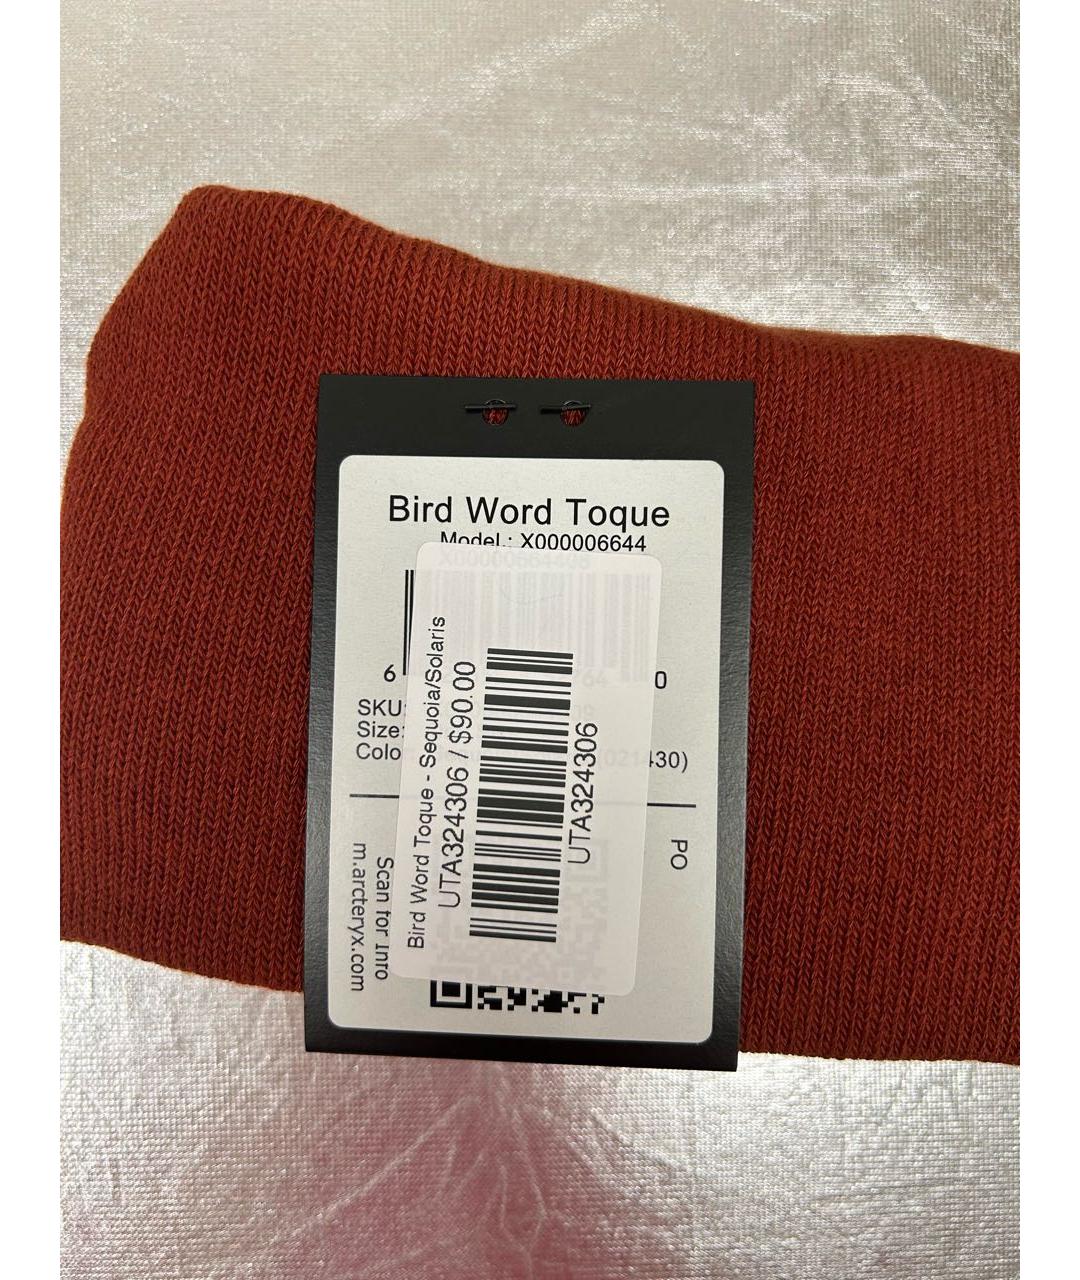 Bird Word Toque
Model.: X000006644
6
0
SKU:
Size:
Colo
430)
Bird Word Toque - Sequoia/Solaris
UTA324306 / $90.00
UTA324306
PO
Scan for Info
m.arcteryx.com